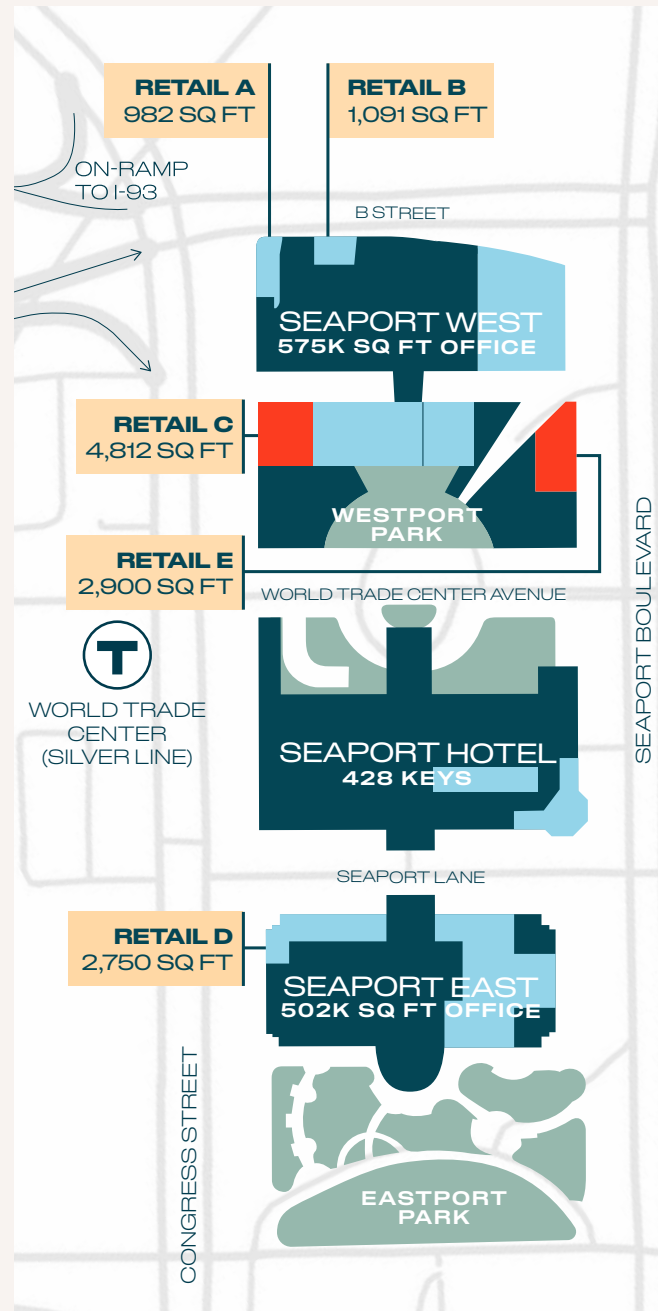 RETAIL A
982 SQ FT
RETAIL B
1,091 SQ FT
ON-RAMP
TO I-93
B STREET
SEAPORT WEST
575K SQ FT OFFICE
RETAIL C
4,812 SQ FT
WESTPORT
PARK
RETAIL E
2,900 SQ FT
WORLD TRADE CENTER AVENUE
SEAPORT BOULEVARD
T
WORLD TRADE
CENTER
(SILVER LINE)
SEAPORT HOTEL
428 KEYS
SEAPORT LANE
RETAIL D
2,750 SQ FT
SEAPORT EAST
502K SQ FT OFFICE
CONGRESS STREET
EASTPORT
PARK